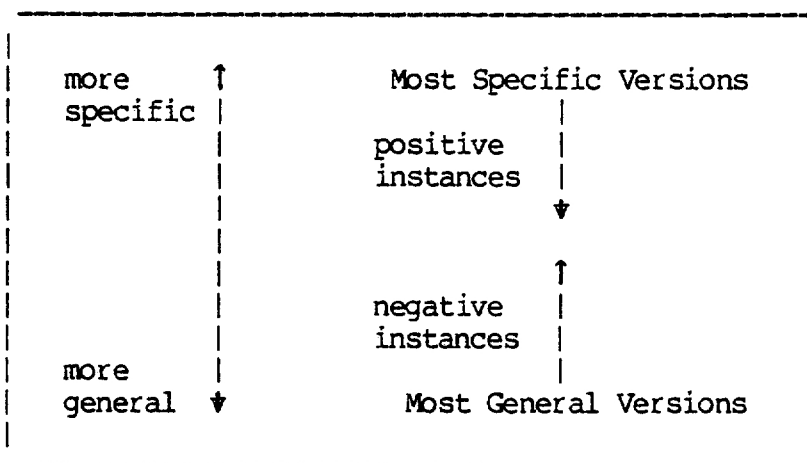 more Most Specific Versions
specific
positive
instances
negative
instances
more
general Most General Versions